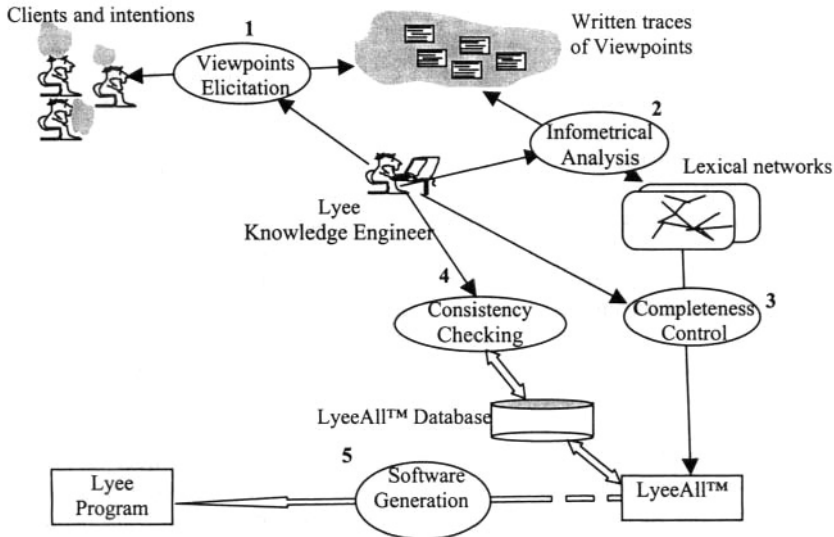 Clients and intentions
1
Viewpoints
Elicitation
Written traces
of Viewpoints
2
Infometrical
Analysis
Lexical networks
Lyee
Knowledge Engineer
4
Consistency
Checking
3
Completeness
Control
LyeeAll™ Database
5
Software
Generation
Lyee
Program
LyeeAll™